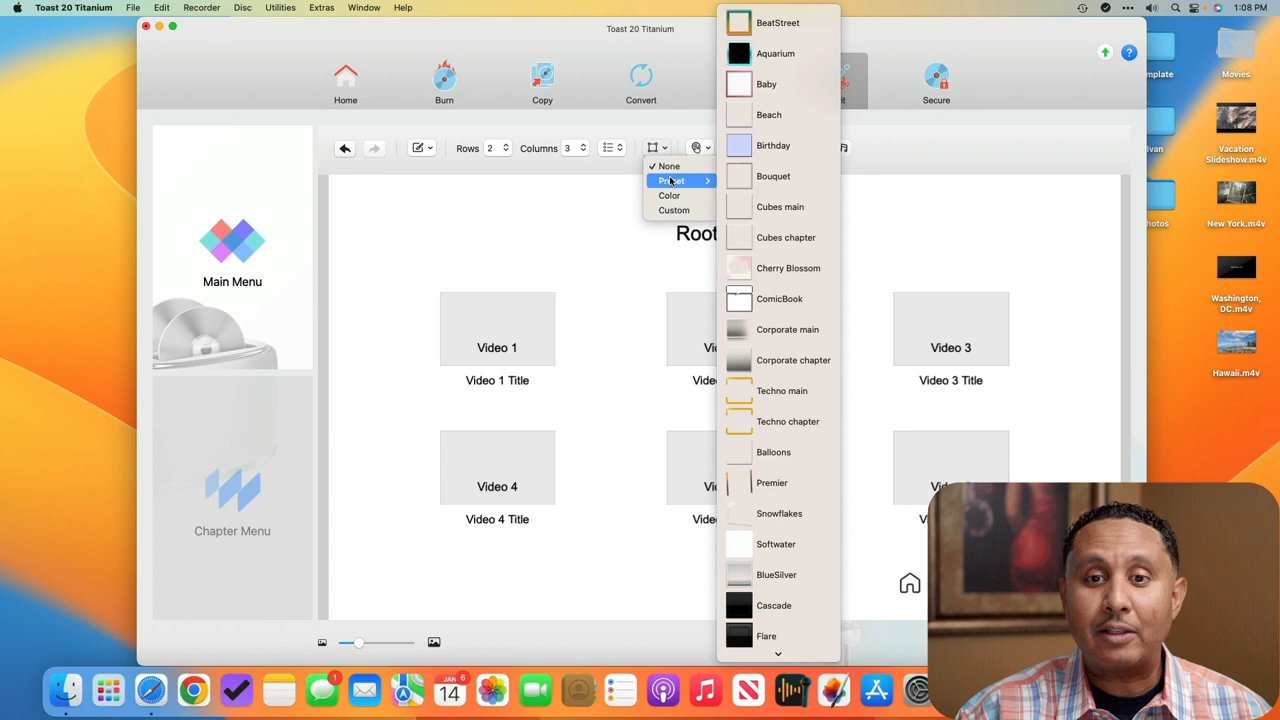 Toast 20 Titanium File Edit Recorder Disc Utilities Extras Window Help 1:08 PM
Toast 20 Titanium
Home
Burn
Copy
Convert
Secure
Rows 2 Columns 3
None
Preset
Color
Custom
BeatStreet
Aquarium
Baby
Beach
Birthday
Bouquet
Cubes main
Cubes chapter
Cherry Blossom
ComicBook
Corporate main
Corporate chapter
Techno main
Techno chapter
Balloons
Premier
Snowflakes
Softwater
BlueSilver
Cascade
Flare
Main Menu
Chapter Menu
Root
Video 1
Video 1 Title
Video 3
Video 3 Title
Video 4
Video 4 Title
Movies
Vacation
Slideshow.m4v
New York.m4v
Washington,
DC.m4v
Hawaii.m4v
JAN 6
14
1